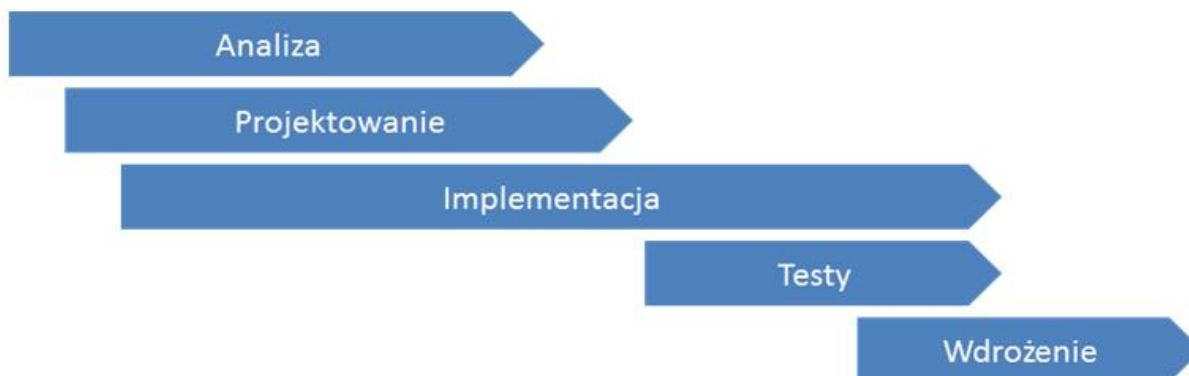 Analiza
Projektowanie
Implementacja
Testy
Wdrożenie